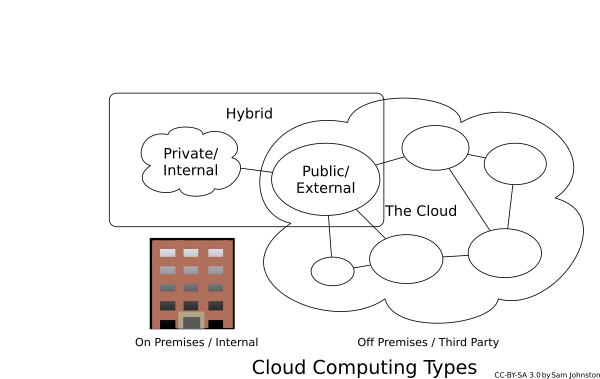 Hybrid
Private/
Internal
Public/
External
The Cloud
On Premises / Internal
Off Premises / Third Party
Cloud Computing Types
CC-BY-SA 3.0 by Sam Johnston